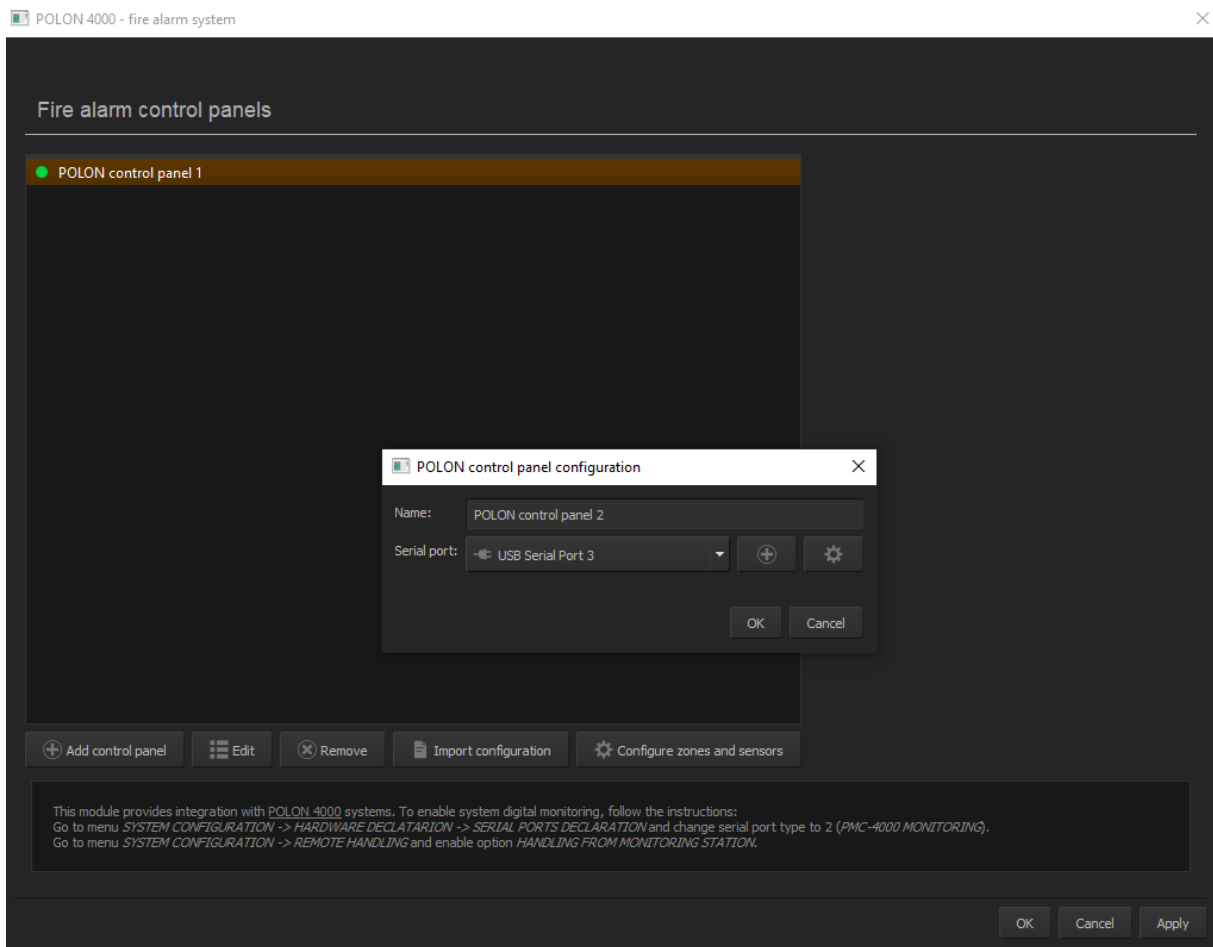 POLON 4000 - fire alarm system
Fire alarm control panels
POLON control panel 1
POLON control panel configuration
Name:
POLON control panel 2
Serial port:
USB Serial Port 3
OK
Cancel
Add control panel
Edit
Remove
Import configuration
Configure zones and sensors
This module provides integration with POLON 4000 systems. To enable system digital monitoring, follow the instructions:
Go to menu SYSTEM CONFIGURATION -> HARDWARE DECLATARION -> SERIAL PORTS DECLARATION and change serial port type to 2 (PMC-4000 MONITORING).
Go to menu SYSTEM CONFIGURATION -> REMOTE HANDLING and enable option HANDLING FROM MONITORING STATION.
OK
Cancel
Apply